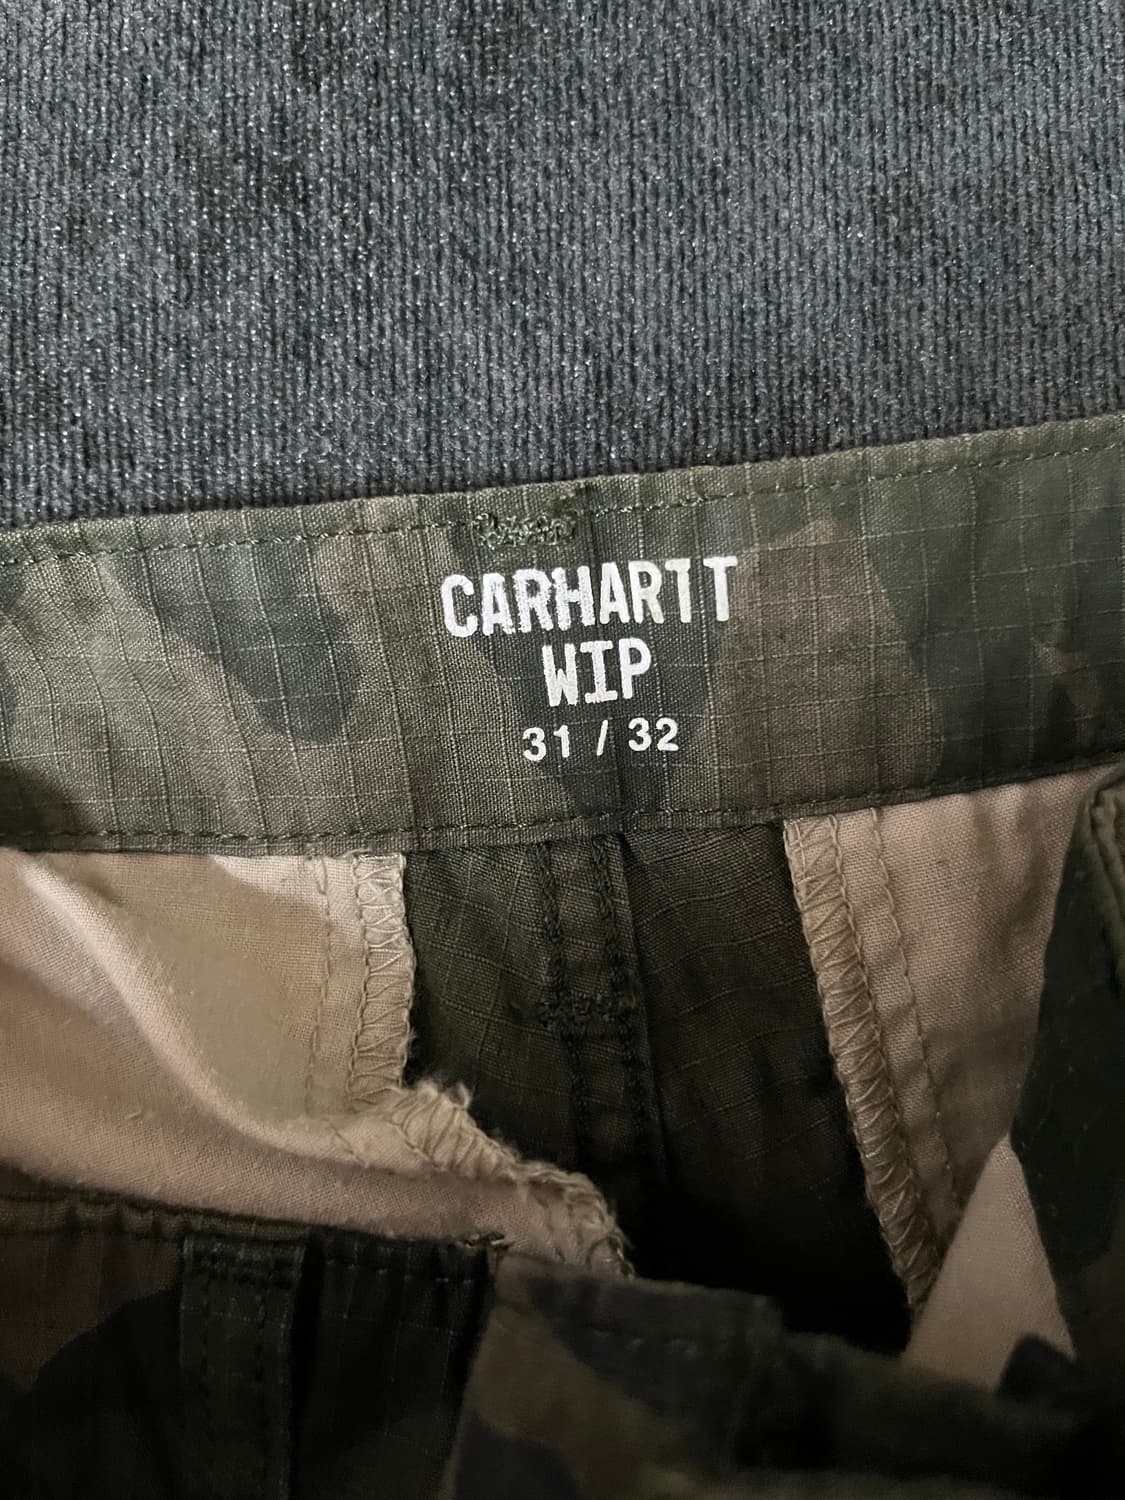 CARHARTT
WIP
31 / 32